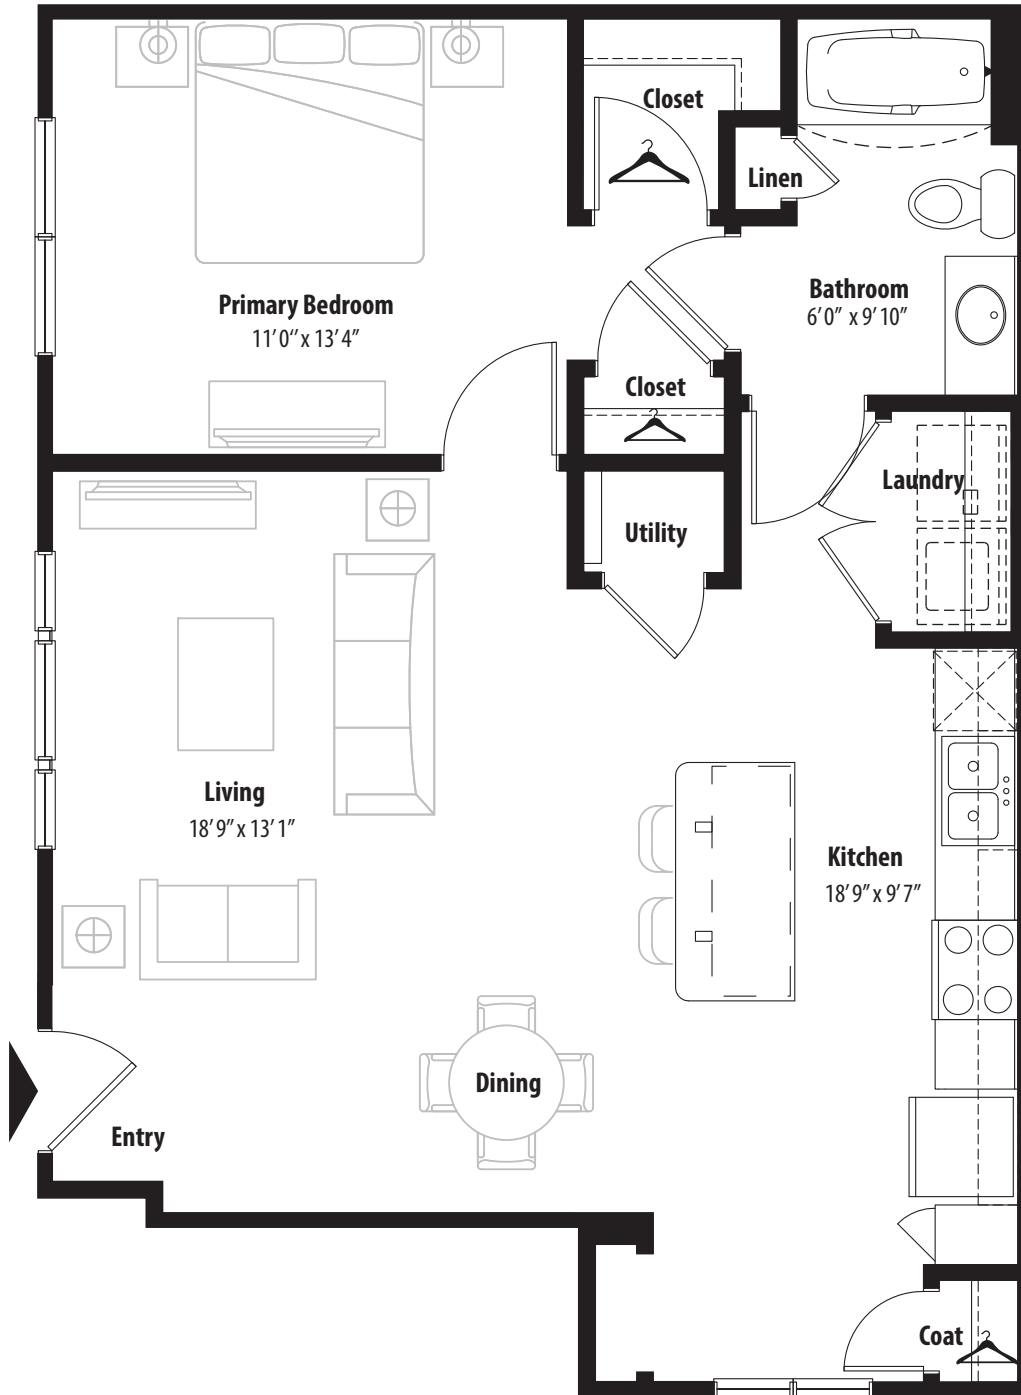 Closet
Linen
Primary Bedroom
11'0" x 13'4"
Bathroom
6'0" x 9'10"
Closet
Laundry
Utility
Living
18'9" x 13'1"
Kitchen
18'9" x 9'7"
Dining
Entry
Coat